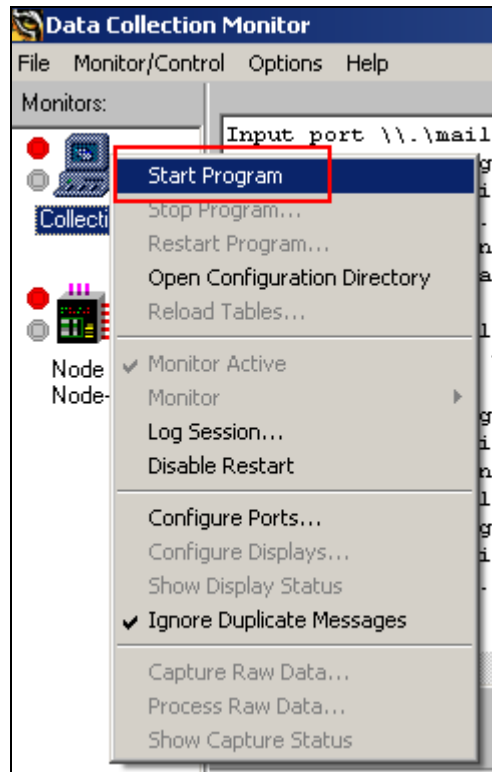 Data Collection Monitor
File Monitor/Control Options Help
Monitors:
Input port \\.\mail
Start Program
Collecti
Stop Program...
Restart Program...
Open Configuration Directory
Reload Tables...
Node
Node-
Monitor Active
Monitor
Log Session...
Disable Restart
Configure Ports...
Configure Displays...
Show Display Status
Ignore Duplicate Messages
Capture Raw Data...
Process Raw Data...
Show Capture Status